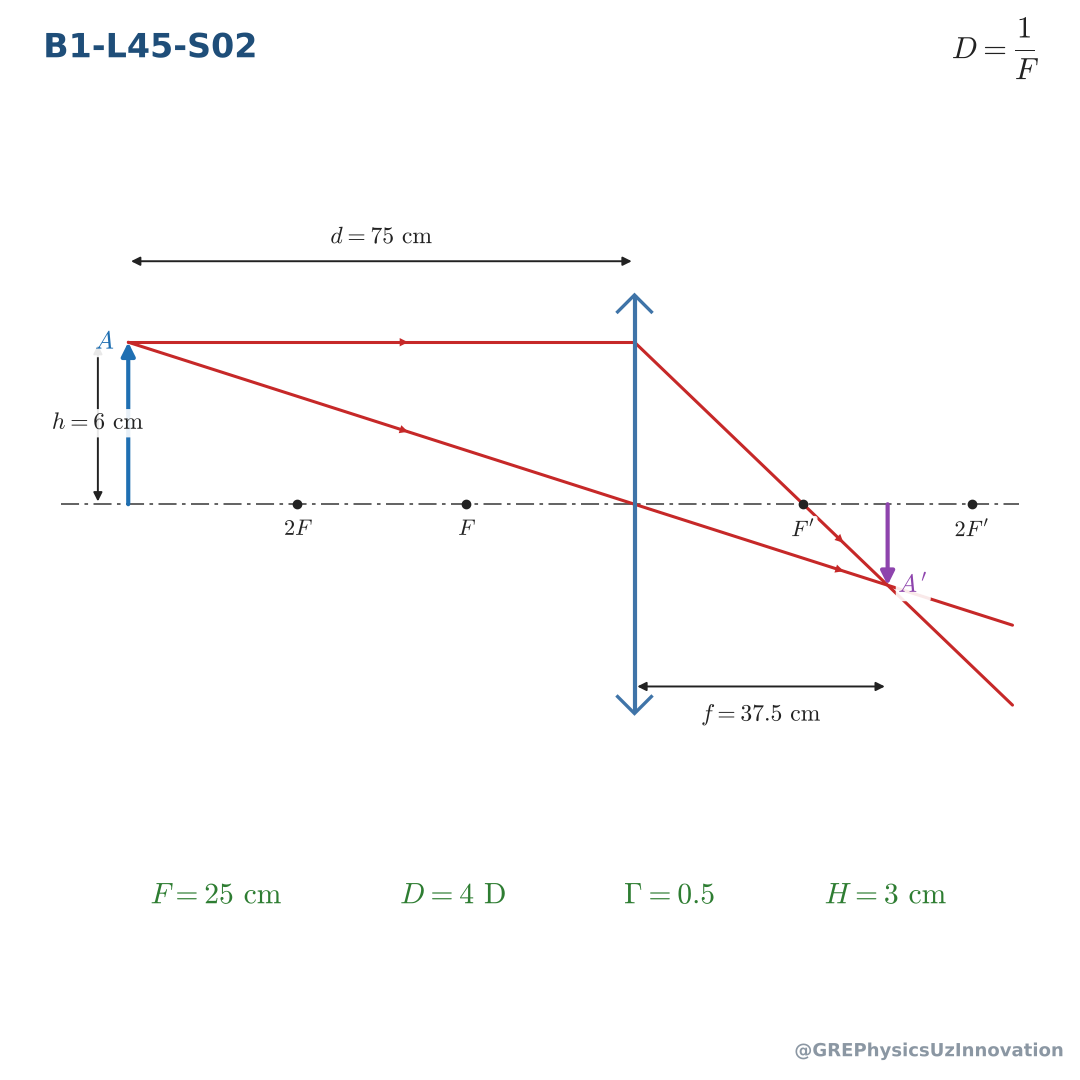 B1-L45-S02
D = 1/F
d = 75 cm
A
h = 6 cm
2F
F
F′
2F′
A′
f = 37.5 cm
F = 25 cm
D = 4 D
Γ = 0.5
H = 3 cm
@GREPhysicsUzInnovation